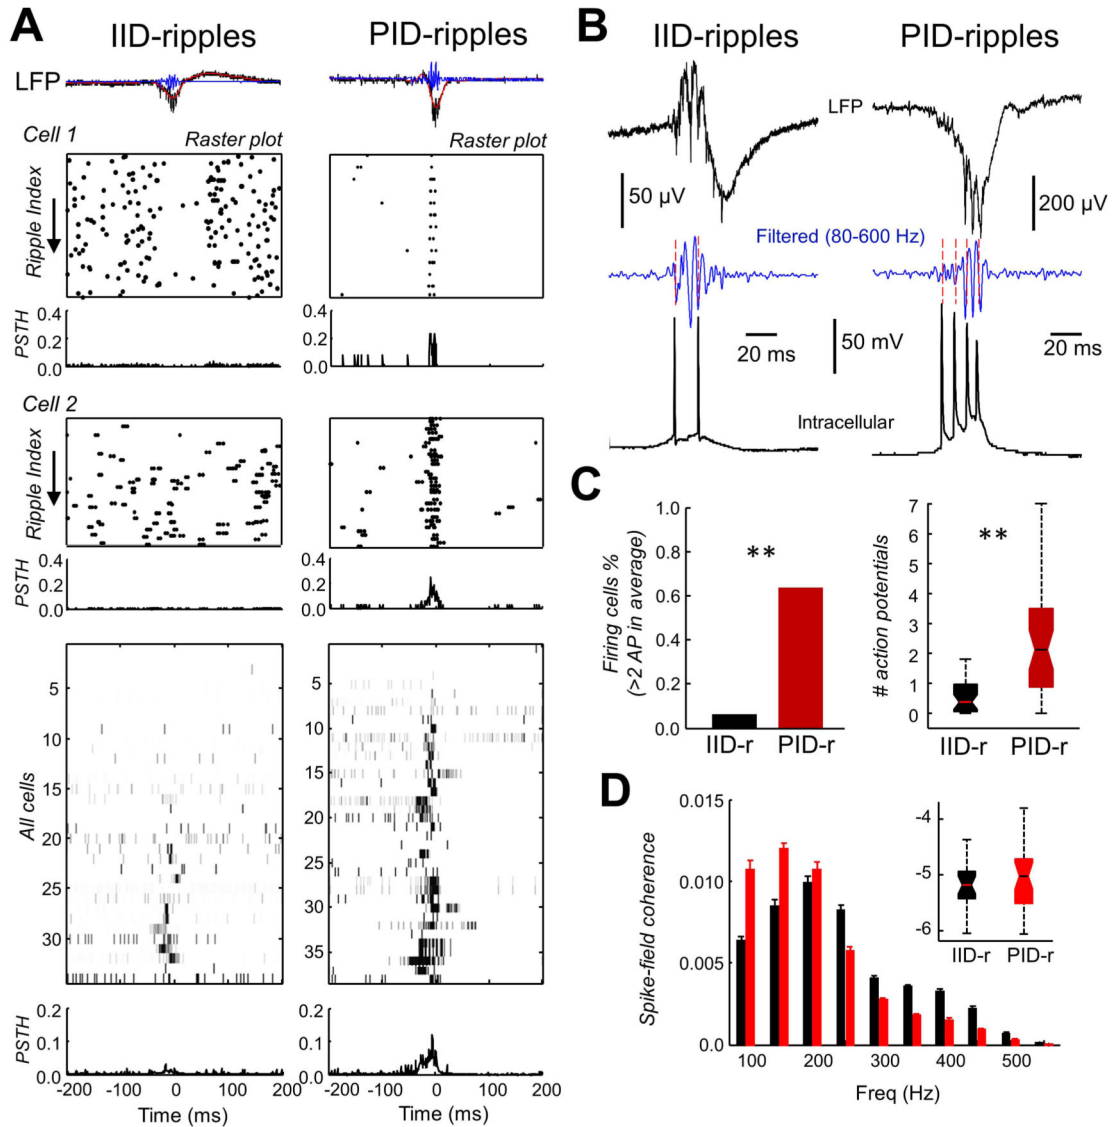 A
IID-ripples
PID-ripples
LFP
Cell 1
Raster plot
Raster plot
Ripple Index
PSTH
0.4
0.2
0.0
0.4
0.2
0.0
Cell 2
Ripple Index
PSTH
0.4
0.2
0.0
0.4
0.2
0.0
All cells
5
10
15
20
25
30
5
10
15
20
25
30
35
PSTH
0.2
0.1
0.0
0.2
0.1
0.0
-200 -100 0 100 200
-200 -100 0 100 200
Time (ms)
Time (ms)
B
IID-ripples
PID-ripples
LFP
50 µV
200 µV
Filtered (80-600 Hz)
20 ms
50 mV
20 ms
Intracellular
C
Firing cells %
(>2 AP in average)
1.0
0.8
0.6
0.4
0.2
0.0
**
IID-r
PID-r
# action potentials
7
6
5
4
3
2
1
0
**
IID-r
PID-r
D
Spike-field coherence
0.015
0.010
0.005
0.0
100 200 300 400 500
Freq (Hz)
-4
-5
-6
IID-r
PID-r